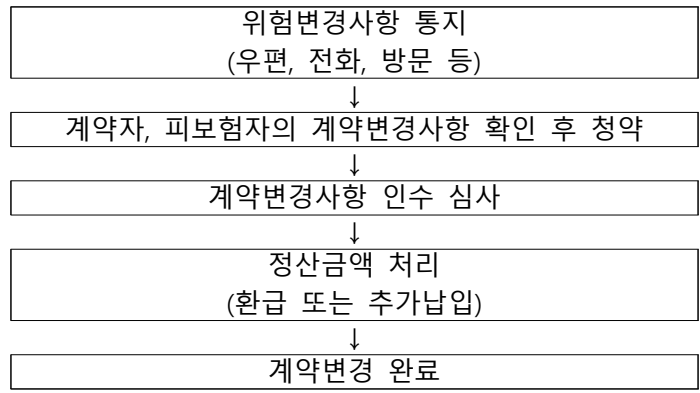 위험변경사항 통지
(우편, 전화, 방문 등)
↓
계약자, 피보험자의 계약변경사항 확인 후 청약
↓
계약변경사항 인수 심사
↓
정산금액 처리
(환급 또는 추가납입)
↓
계약변경 완료